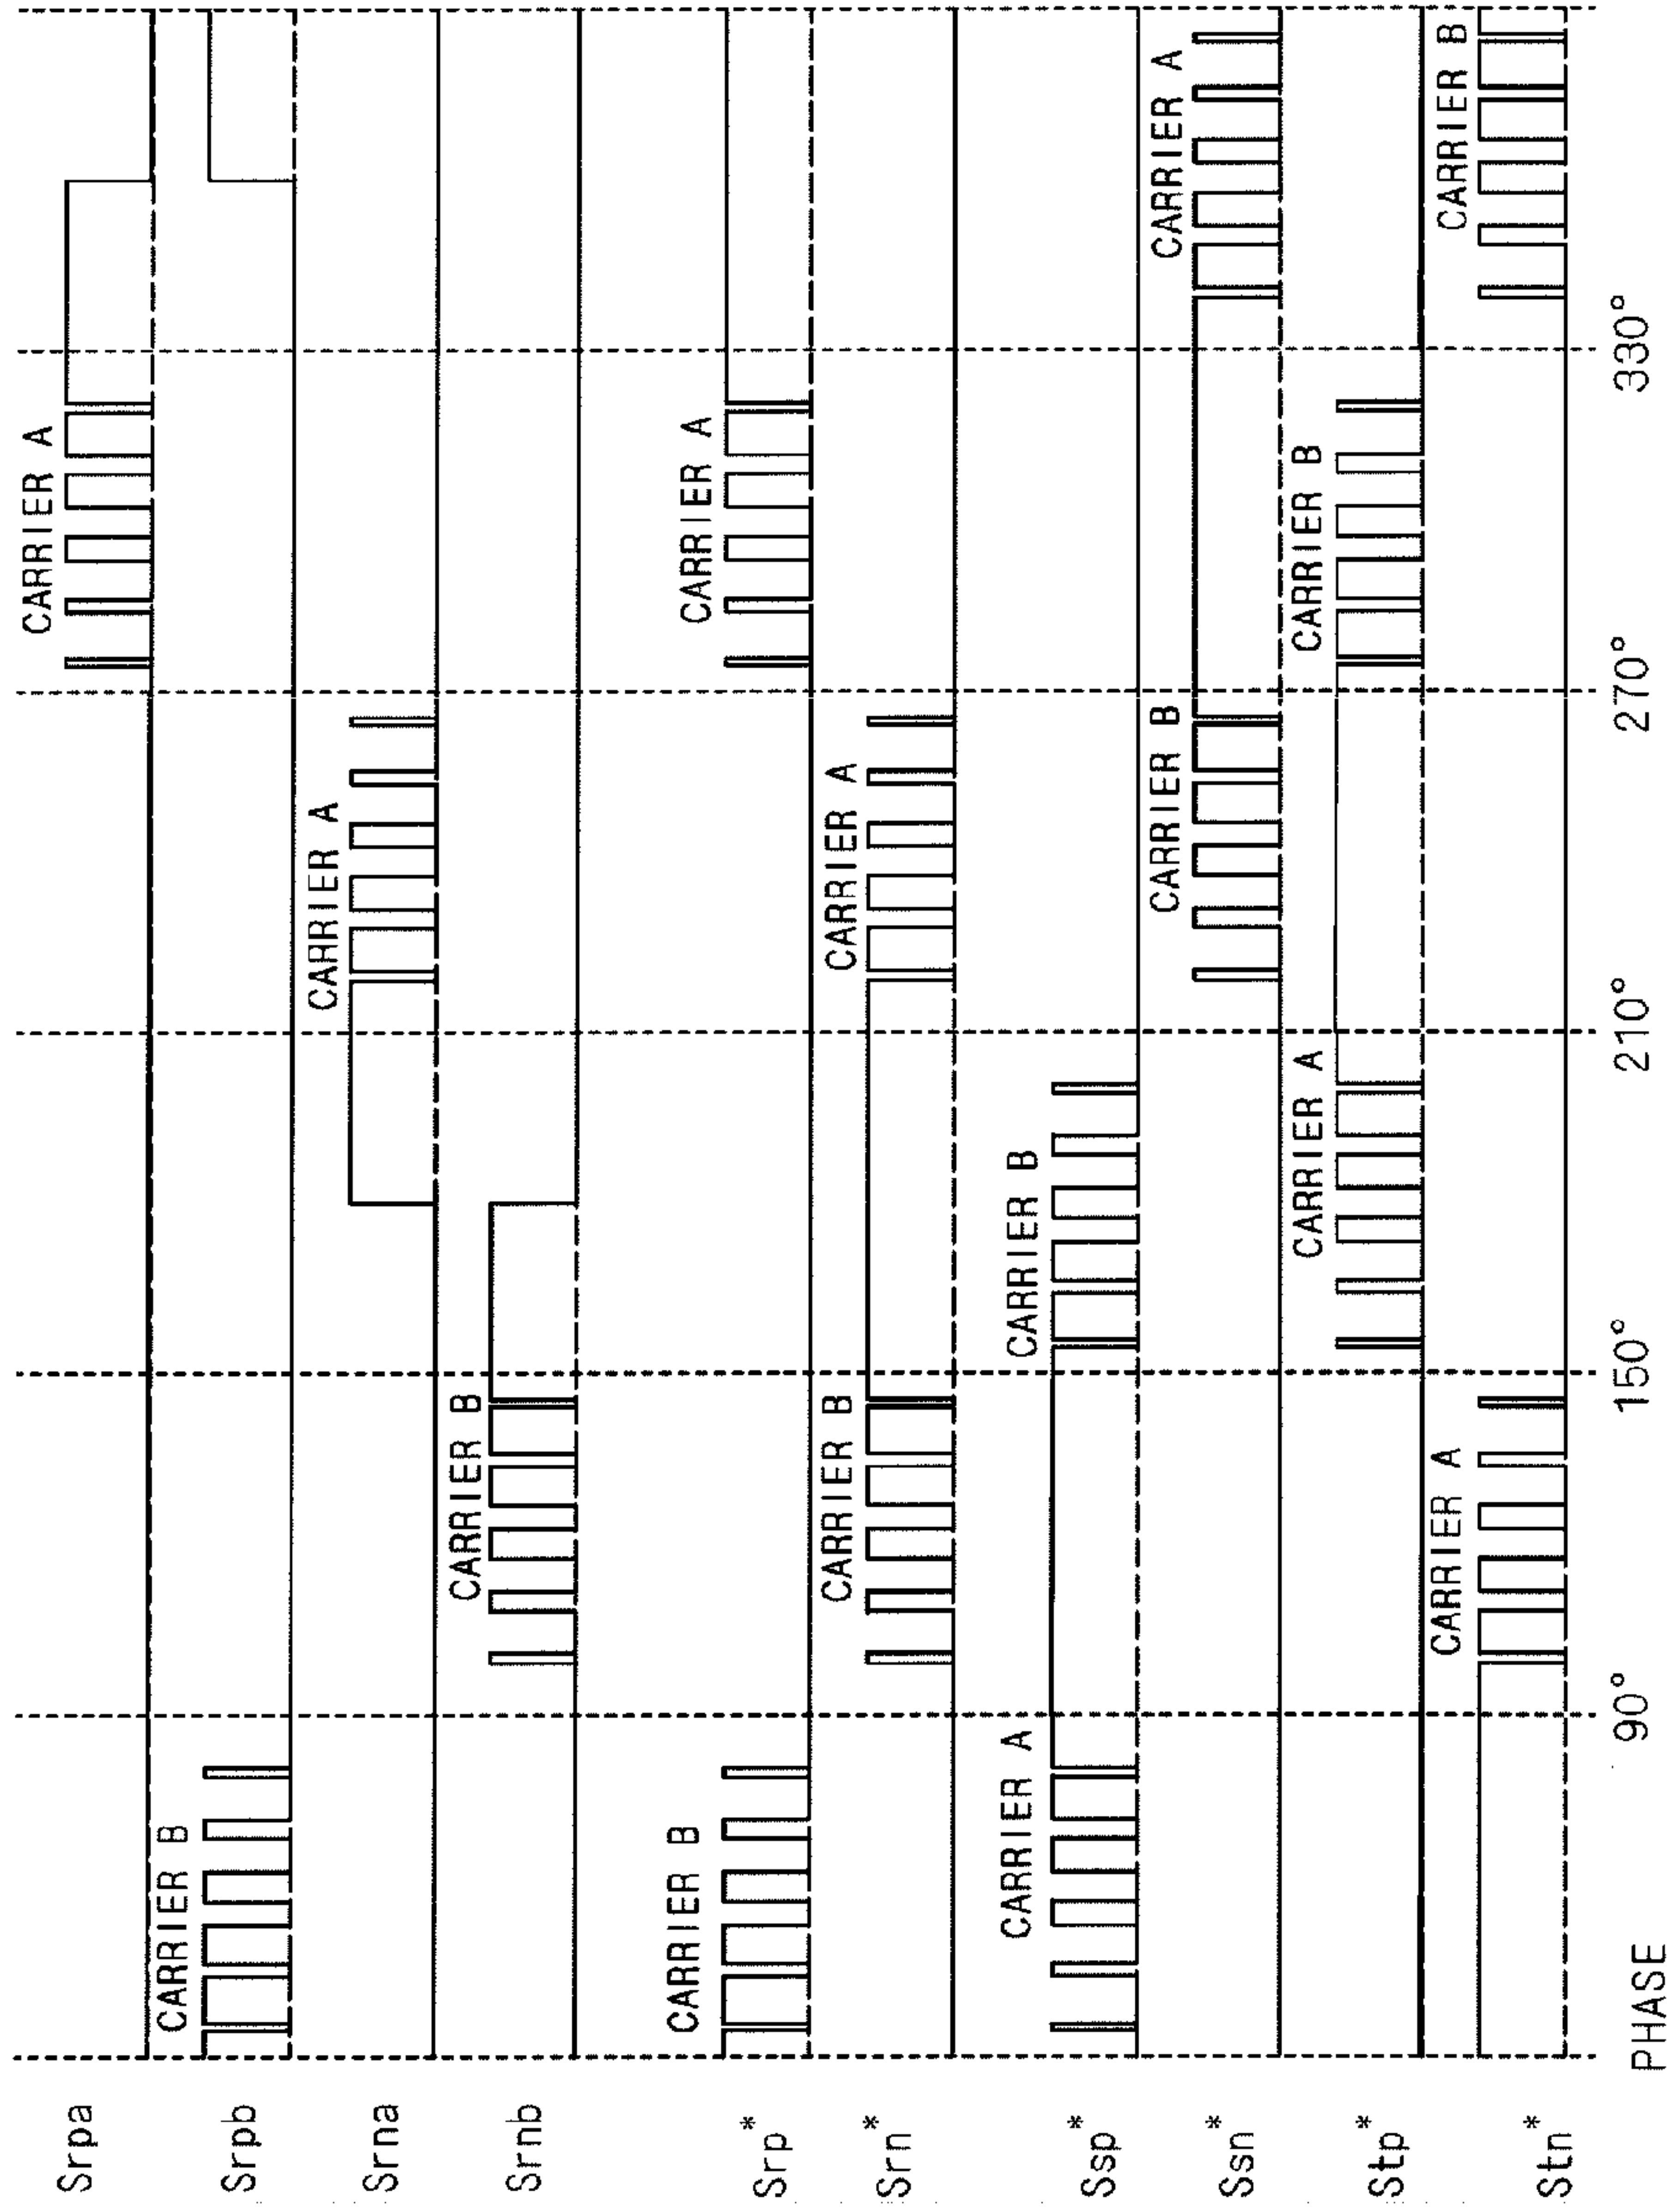 Srpa
CARRIER A
Srpb
CARRIER B
Srna
CARRIER A
Srnb
CARRIER B
Srp*
CARRIER B
CARRIER A
Srn*
CARRIER B
CARRIER A
Ssp*
CARRIER A
CARRIER B
Ssn*
CARRIER B
CARRIER A
Stp*
CARRIER A
CARRIER B
Stn*
CARRIER A
CARRIER B
PHASE 90° 150° 210° 270° 330°